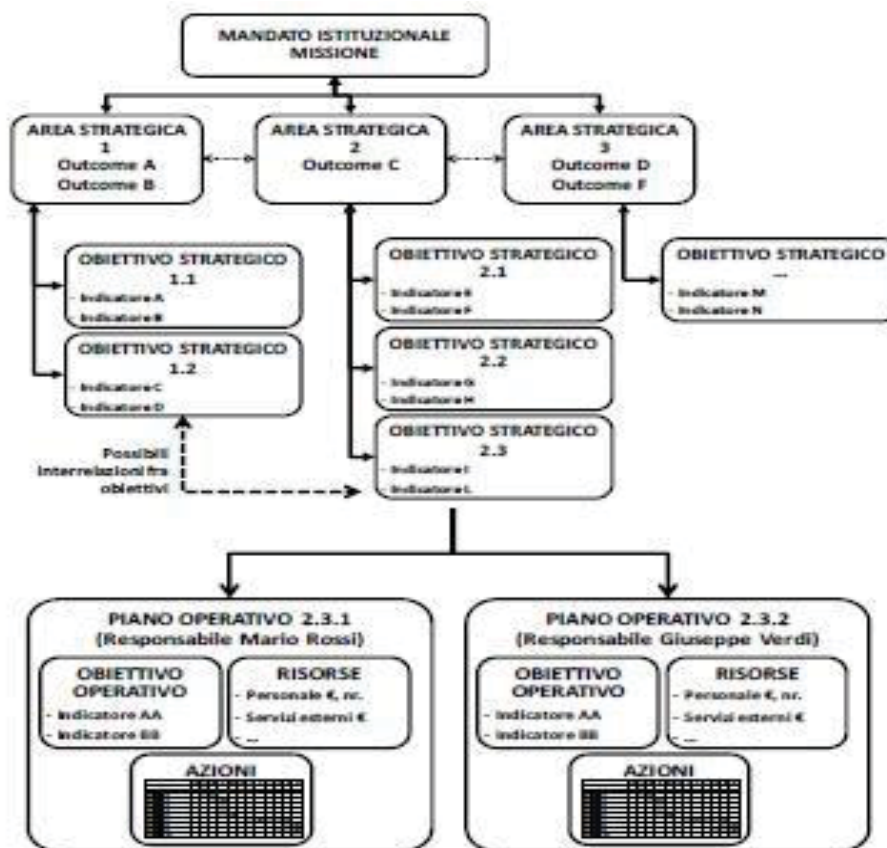 MANDATO ISTITUZIONALE
MISSIONE
AREA STRATEGICA
1
Outcome A
Outcome B
AREA STRATEGICA
2
Outcome C
AREA STRATEGICA
3
Outcome D
Outcome F
OBIETTIVO STRATEGICO
1.1
- Indicatore A
- Indicatore B
OBIETTIVO STRATEGICO
1.2
- Indicatore C
- Indicatore D
OBIETTIVO STRATEGICO
2.1
- Indicatore E
- Indicatore F
OBIETTIVO STRATEGICO
2.2
- Indicatore G
- Indicatore H
OBIETTIVO STRATEGICO
2.3
- Indicatore I
- Indicatore L
OBIETTIVO STRATEGICO
...
- Indicatore M
Indicatore N
Possibili
interrelazioni fra
obiettivi
PIANO OPERATIVO 2.3.1
(Responsabile Mario Rossi)
OBIETTIVO
OPERATIVO
- Indicatore AA
- Indicatore BB
RISORSE
- Personale €, nr.
- Servizi esterni €
- ...
AZIONI
PIANO OPERATIVO 2.3.2
(Responsabile Giuseppe Verdi)
OBIETTIVO
OPERATIVO
- Indicatore AA
- Indicatore BB
RISORSE
- Personale €, nr.
- Servizi esterni €
- ...
AZIONI